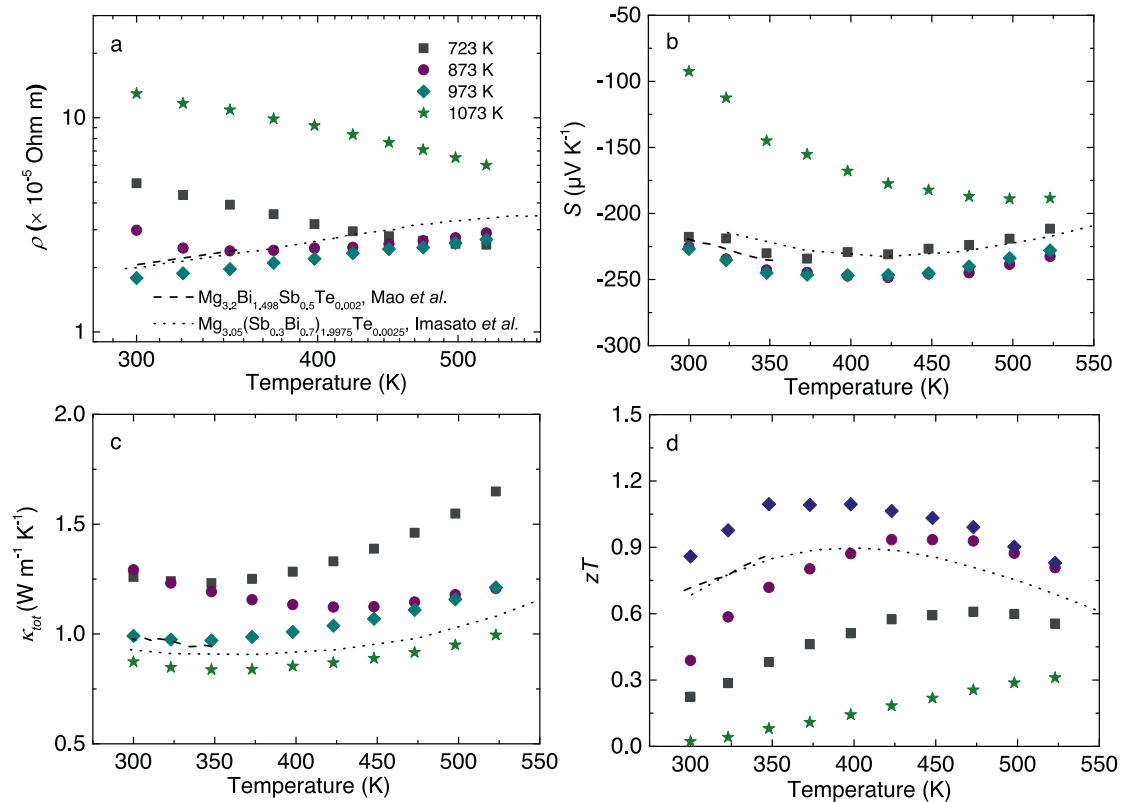 a
723 K
873 K
973 K
1073 K
10
1
ρ (× 10⁻⁵ Ohm m)
Mg₃.₂Bi₁.₄₉₈Sb₀.₅Te₀.₀₀₂, Mao et al.
Mg₃.₀₅(Sb₀.₃Bi₀.₇)₁.₉₉₇₅Te₀.₀₀₂₅, Imasato et al.
300 400 500
Temperature (K)
b
-50
-100
-150
-200
-250
-300
S (µV K⁻¹)
300 350 400 450 500 550
Temperature (K)
c
2.0
1.5
1.0
0.5
κtot (W m⁻¹ K⁻¹)
300 350 400 450 500 550
Temperature (K)
d
1.5
1.2
0.9
0.6
0.3
0.0
zT
300 350 400 450 500 550
Temperature (K)